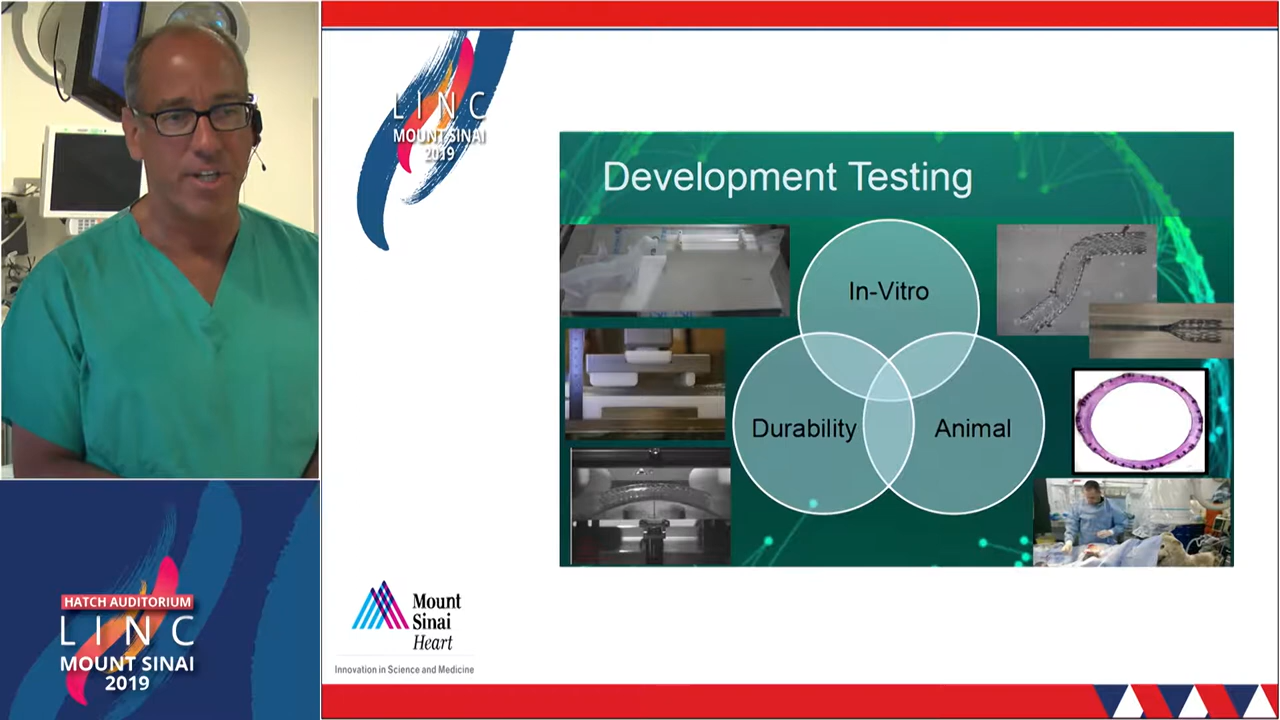 LINC
MOUNT SINAI
2019
Development Testing
In-Vitro
Durability
Animal
HATCH AUDITORIUM
LINC
MOUNT SINAI
2019
Mount
Sinai
Heart
Innovation in Science and Medicine